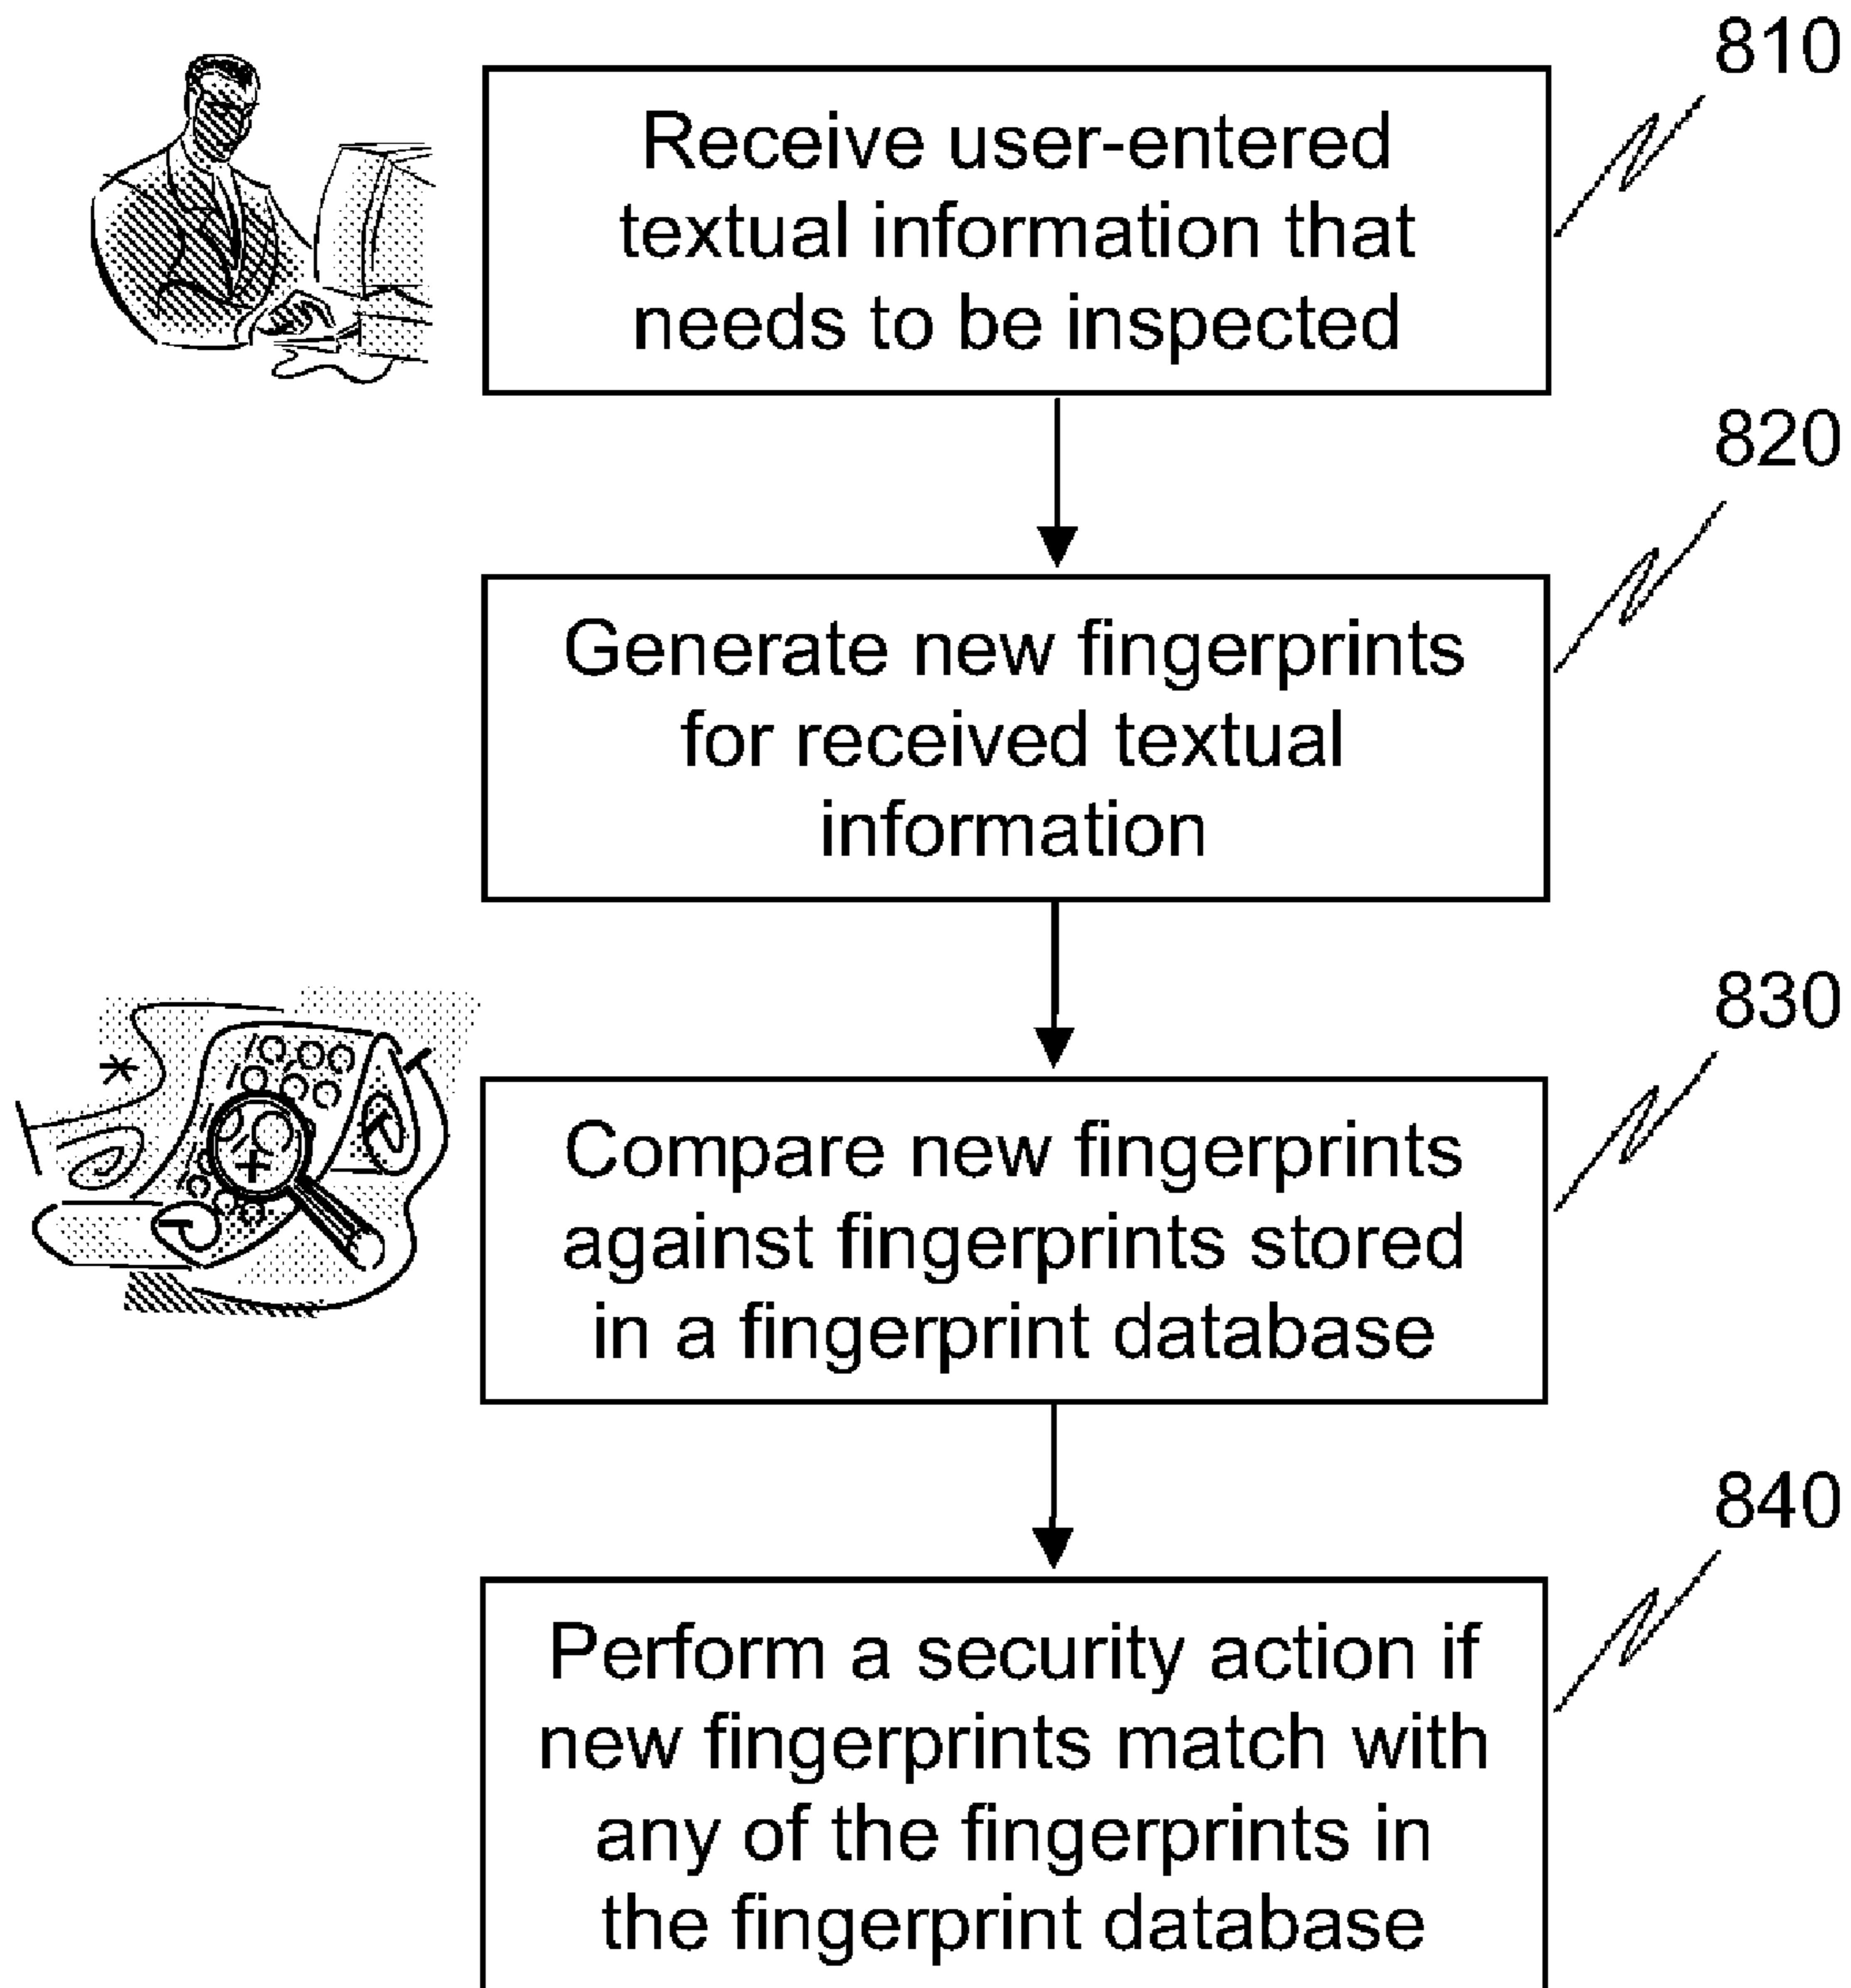 810
Receive user-entered
textual information that
needs to be inspected
820
Generate new fingerprints
for received textual
information
830
Compare new fingerprints
against fingerprints stored
in a fingerprint database
840
Perform a security action if
new fingerprints match with
any of the fingerprints in
the fingerprint database